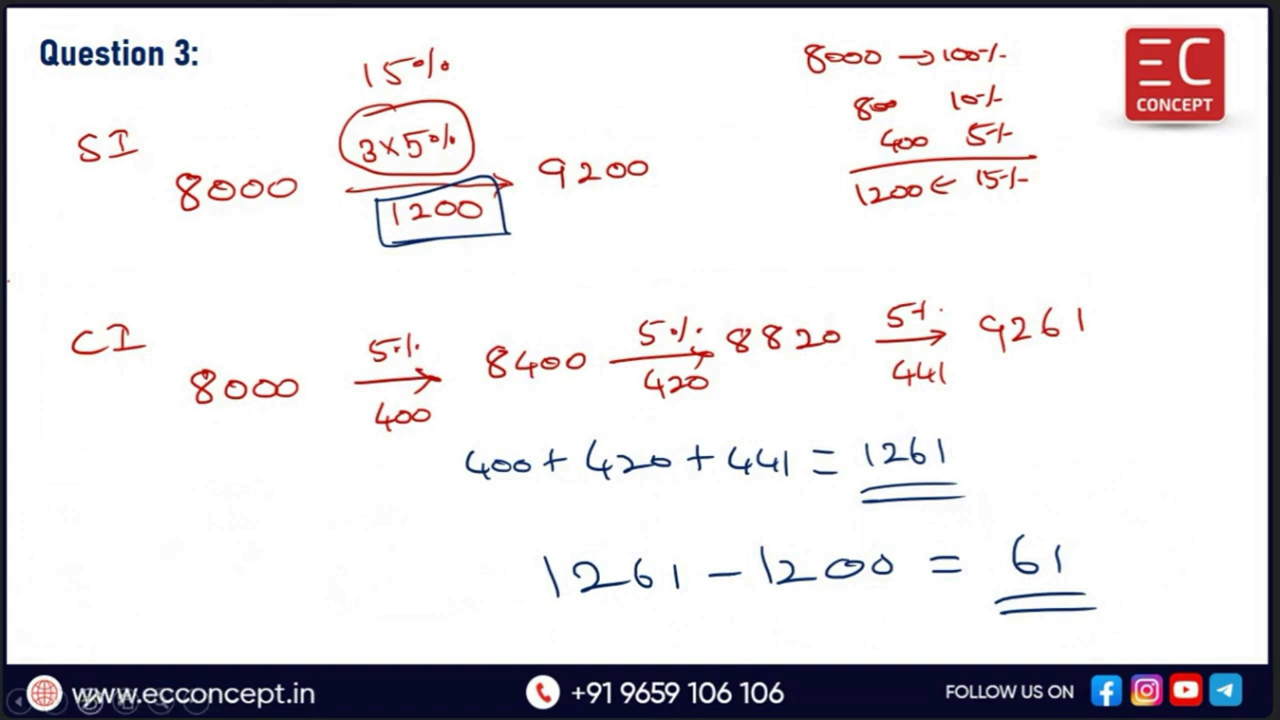 Question 3:
EC
CONCEPT
15%
8000 → 100%
800 10%
400 5%
1200 ← 15%
SI
3 × 5%
8000 → 9200
1200
CI
5% 5% 5%
8000 → 8400 → 8820 → 9261
400 420 441
400 + 420 + 441 = 1261
1261 - 1200 = 61
www.ecconcept.in
+91 9659 106 106
FOLLOW US ON